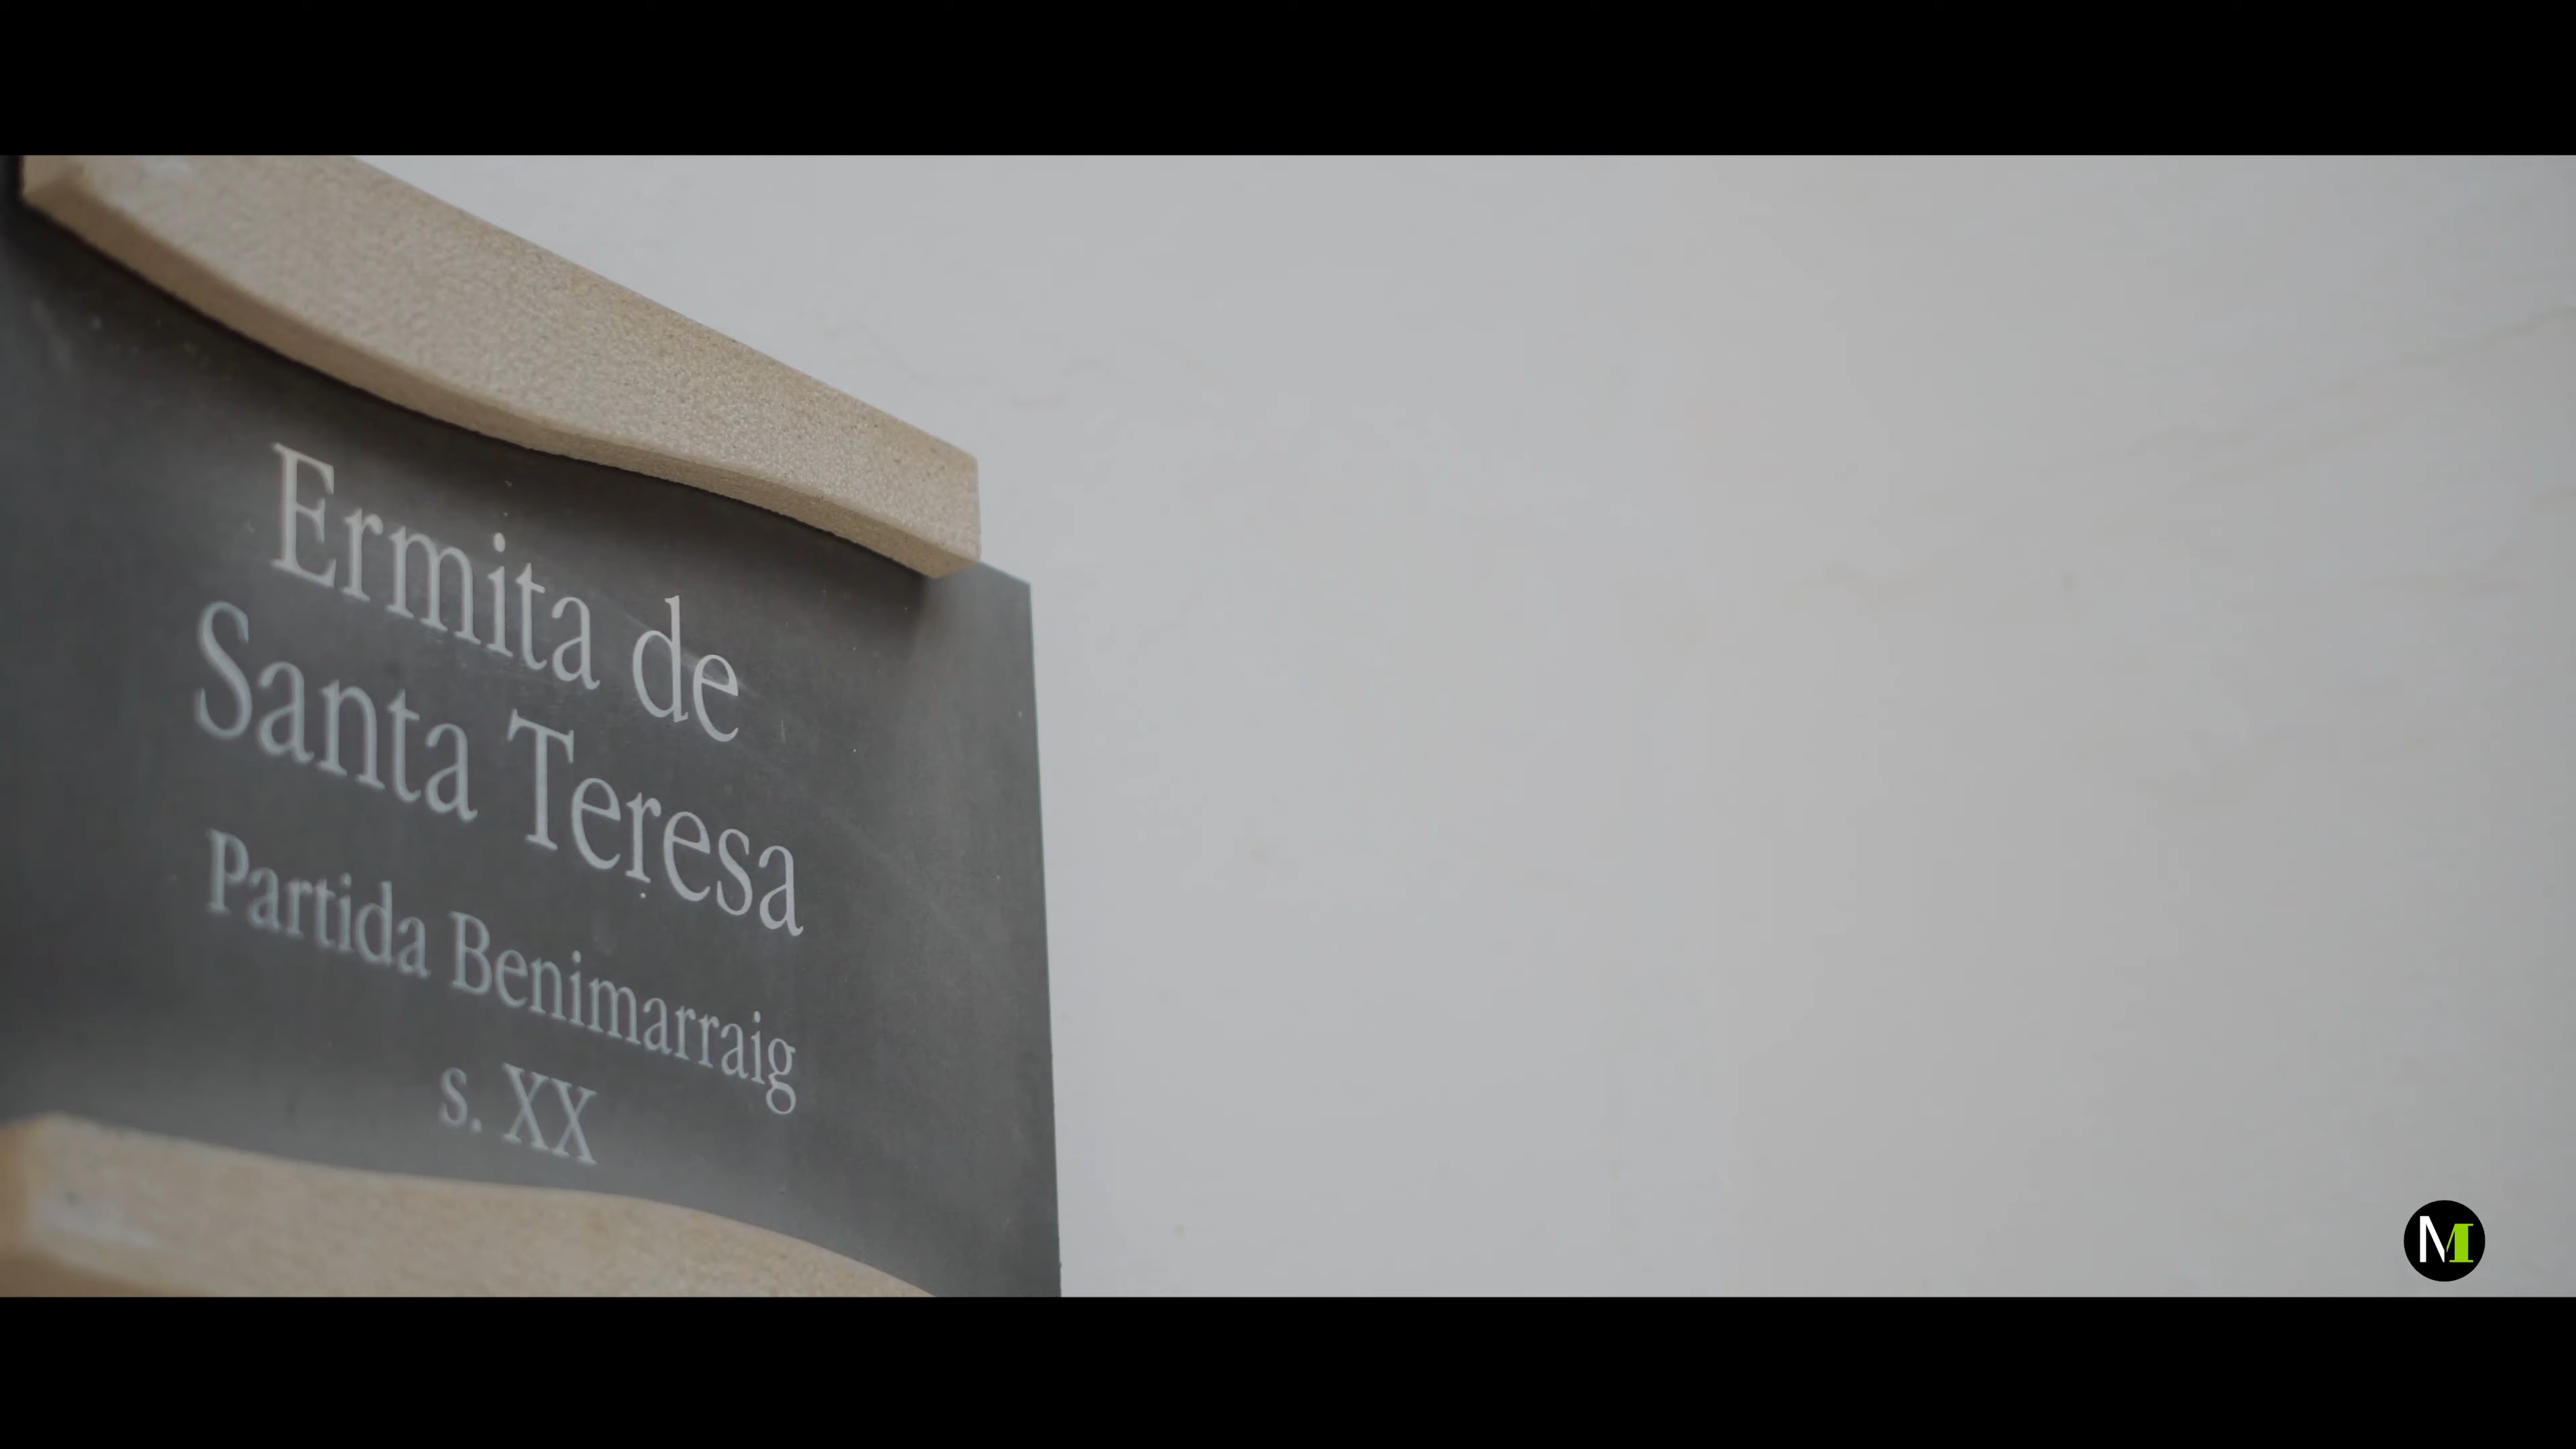 Ermita de
Santa Teresa
Partida Benimarraig
s. XX
M